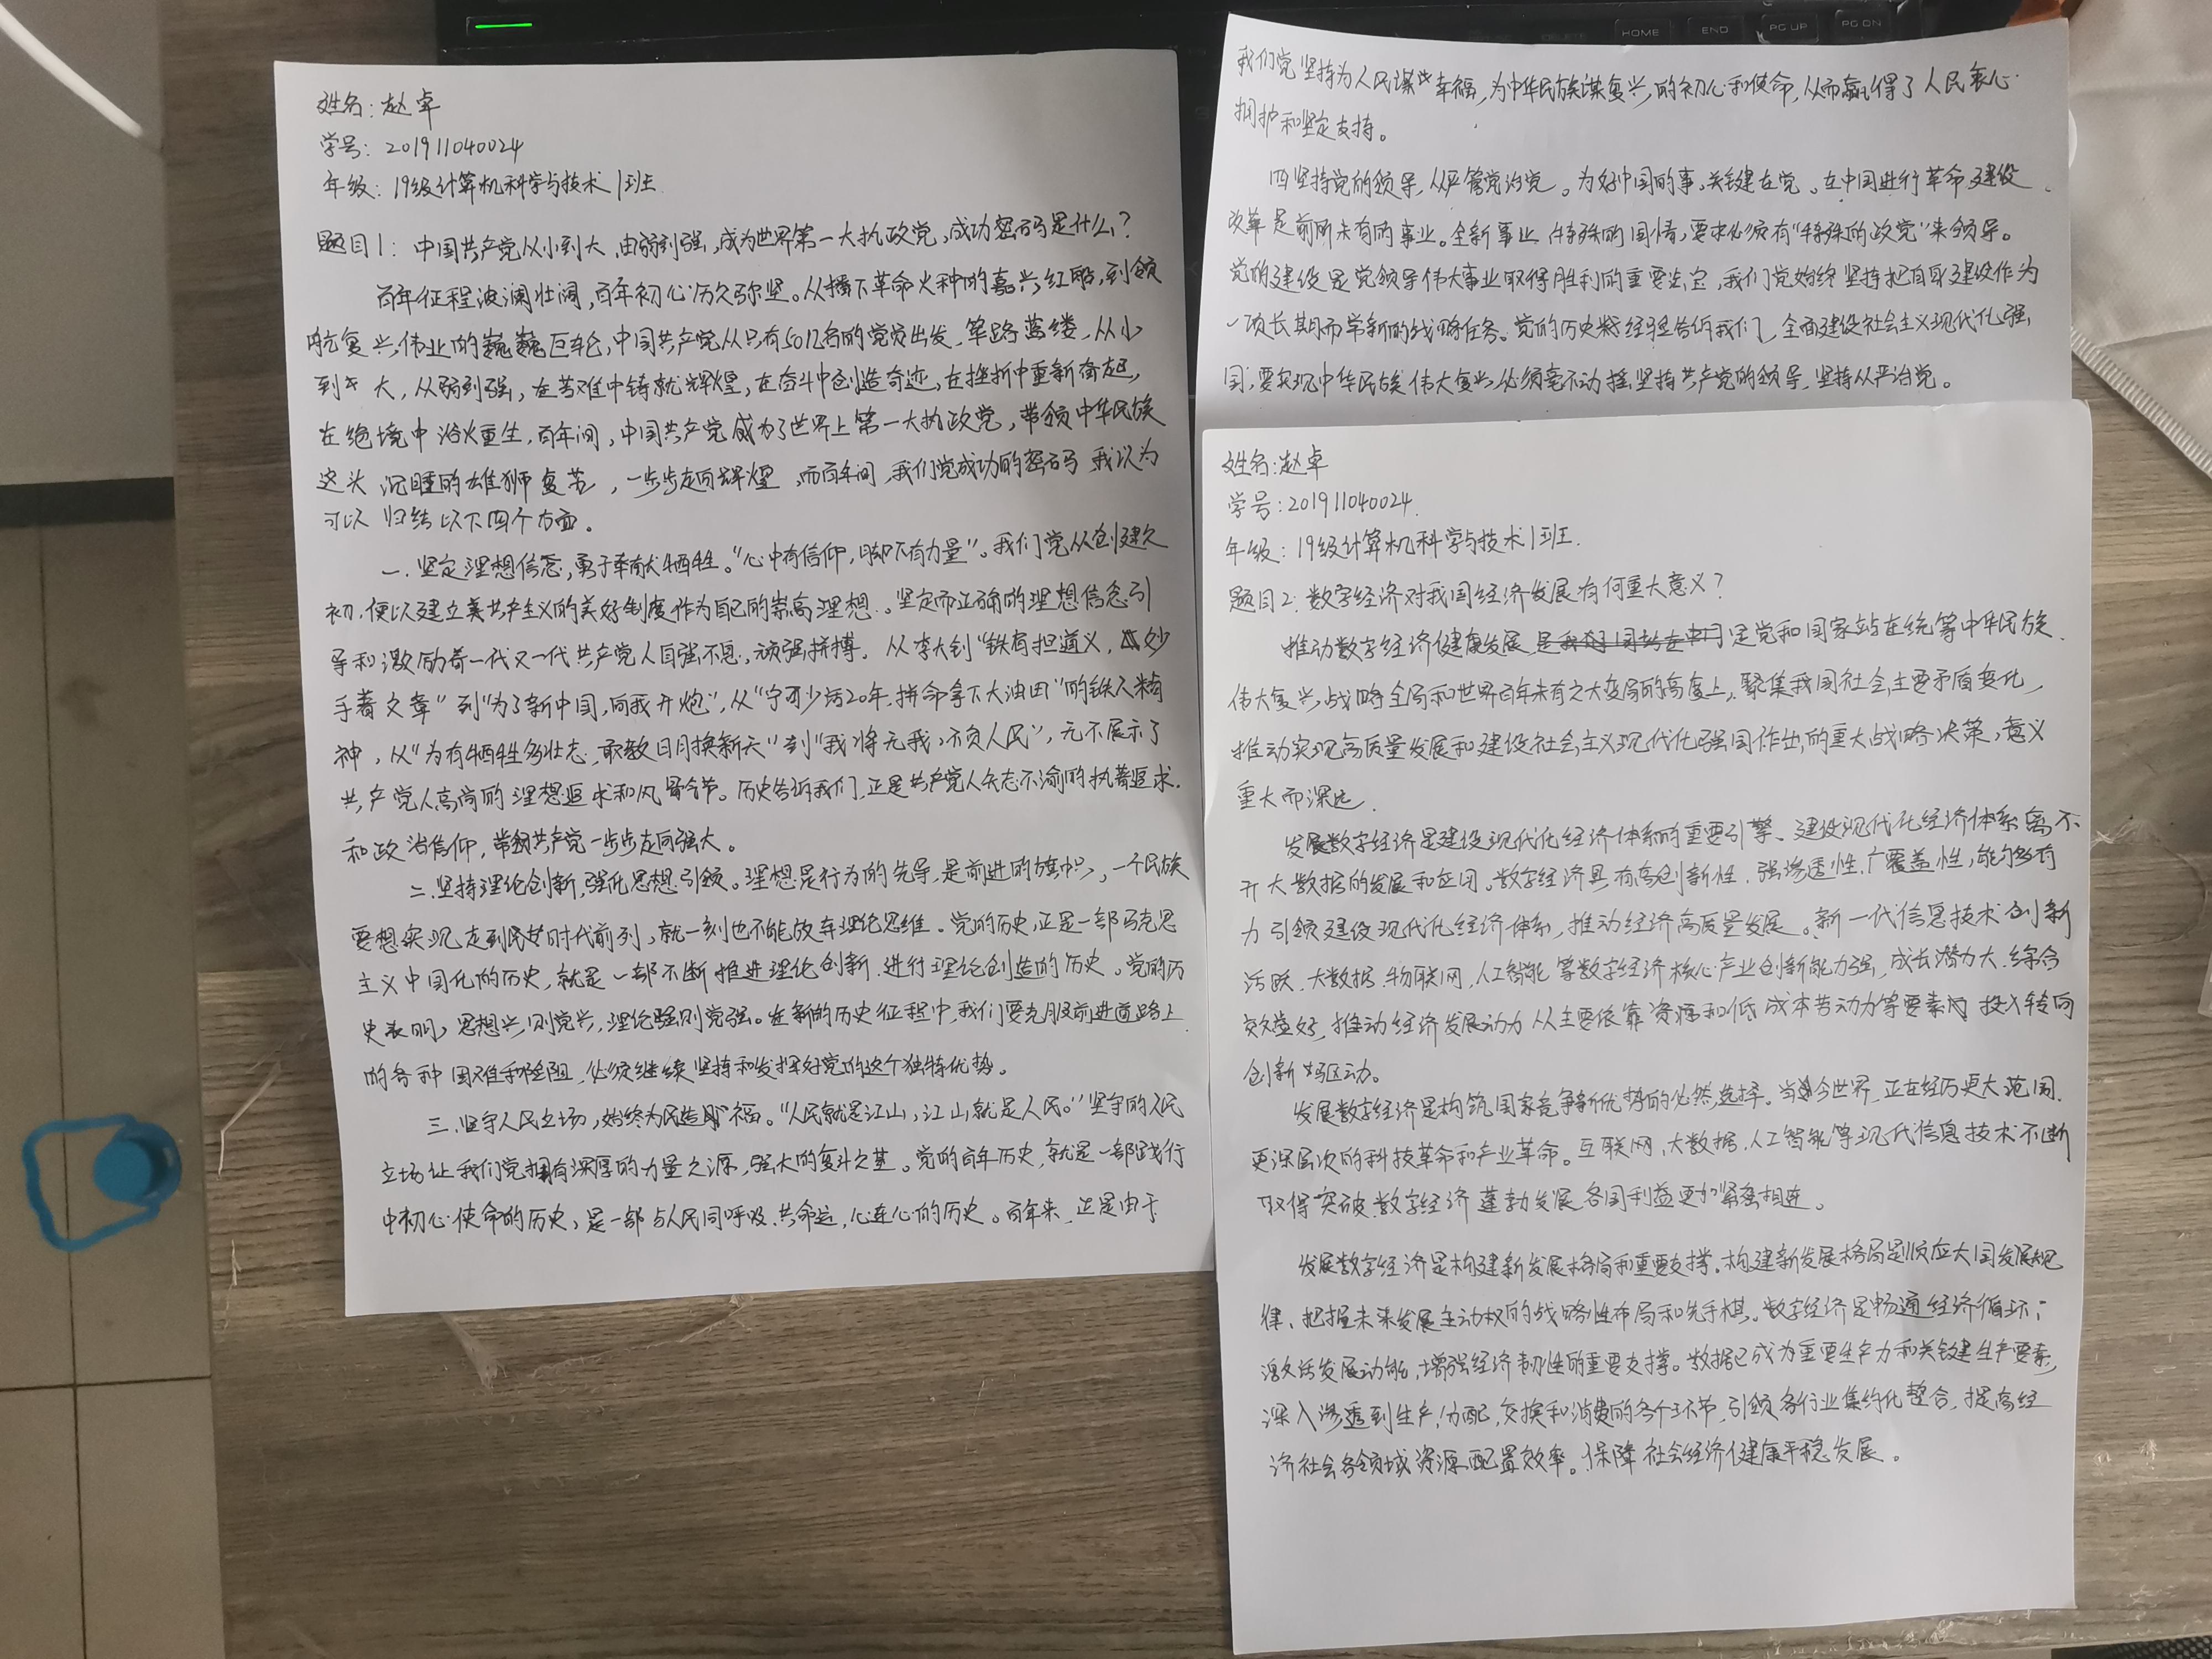 姓名:赵卓
学号:201911040024
年级:19级计算机科学与技术1班
题目1:中国共产党从小到大,由弱到强,成为世界第一大执政党,成功密码是什么?
百年征程波澜壮阔,百年初心历久弥坚。从播下革命火种的嘉兴红船,到领
航复兴伟业的巍巍巨轮,中国共产党从只有50几名的党员出发,筚路蓝缕,从小
到大,从弱到强,在苦难中铸就辉煌,在奋斗中创造奇迹,在挫折中重新奋起,
在绝境中浴火重生,百年间,中国共产党成为了世界上第一大执政党,带领中华民族
这头沉睡的雄狮复苏,一步步走向辉煌,而百年间,我们党成功的密码我以为
可以归结以下四个方面。
一.坚定理想信念,勇于奉献牺牲。“心中有信仰,脚下有力量”。我们党从创建之
初,便以建立共产主义的美好制度作为自己的崇高理想。坚定而正确的理想信念引
导和激励着一代又一代共产党人自强不息,顽强拼搏,从李大钊“铁肩担道义,妙
手著文章”到“为了新中国,向我开炮”,从“宁可少活20年,拼命拿下大油田”的铁人精
神,从“为有牺牲多壮志,敢教日月换新天”到“我将无我,不负人民”,无不展示了
共产党人高尚的理想追求和风骨气节。历史告诉我们,正是共产党人矢志不渝的执着追求
和政治信仰,带领共产党一步步走向强大。
二.坚持理论创新,强化思想引领。理想是行为的先导,是前进的旗帜,一个民族
要想实现走到时代前列,就一刻也不能放弃理论思维。党的历史,正是一部马克思
主义中国化的历史,就是一部不断推进理论创新、进行理论创造的历史。党的历
史表明,思想兴则党兴,理论强则党强。在新的历史征程中,我们要克服前进道路上
的各种困难和险阻,必须继续坚持和发挥好党的这个独特优势。
三.坚守人民立场,始终为民造福。“人民就是江山,江山就是人民。”坚守的人民
立场让我们党拥有深厚的力量之源,强大的奋斗之基。党的百年历史,就是一部践行
中初心使命的历史,是一部与人民同呼吸、共命运,心连心的历史。百年来,正是由于
我们党坚持为人民谋幸福,为中华民族谋复兴的初心和使命,从而赢得了人民衷心
拥护和坚定支持。
四坚持党的领导,从严管党治党。为好中国的事,关键在党。在中国进行革命建设
改革是前所未有的事业。全新事业 特殊的国情,要求必须有“特殊的政党”来领导。
党的建设是党领导伟大事业取得胜利的重要法宝,我们党始终坚持把自身建设作为
一项长期而常新的战略任务。党的历史经验告诉我们,全面建设社会主义现代化强
国,要实现中华民族伟大复兴,必须毫不动摇坚持共产党的领导,坚持从严治党。
姓名:赵卓
学号:201911040024.
年级:19级计算机科学与技术1班.
题目2:数字经济对我国经济发展有何重大意义?
推动数字经济健康发展,是党和国家站在统筹中华民族
伟大复兴战略全局和世界百年未有之大变局的高度上,聚集我国社会主要矛盾变化,
推动实现高质量发展和建设社会主义现代化强国作出的重大战略决策,意义
重大而深远.
发展数字经济是建设现代化经济体系的重要引擎、建设现代化经济体系离不
开大数据的发展和应用。数字经济具有高创新性、强渗透性、广覆盖性,能够有
力引领建设现代化经济体系,推动经济高质量发展。新一代信息技术创新
活跃,大数据、物联网,人工智能等数字经济核心产业创新能力强,成长潜力大,综合
效益好,推动经济发展动力从主要依靠资源和低成本劳动力等要素的投入转向
创新驱动。
发展数字经济是构筑国家竞争新优势的必然选择。当今世界,正在经历更大范围、
更深层次的科技革命和产业革命。互联网,大数据,人工智能等现代信息技术不断
取得突破,数字经济蓬勃发展,各国利益更加紧密相连。
发展数字经济是构建新发展格局和重要支撑。构建新发展格局是顺应大国发展规
律、把握未来发展主动权的战略性布局和先手棋。数字经济是畅通经济循环,
激活发展动能,增强经济韧性的重要支撑。数据已成为重要生产力和关键生产要素,
深入渗透到生产,分配,交换和消费的各个环节,引领各行业集约化整合,提高经
济社会各领域资源配置效率。保障社会经济健康平稳发展。
HOME
END
PG UP
PG DN